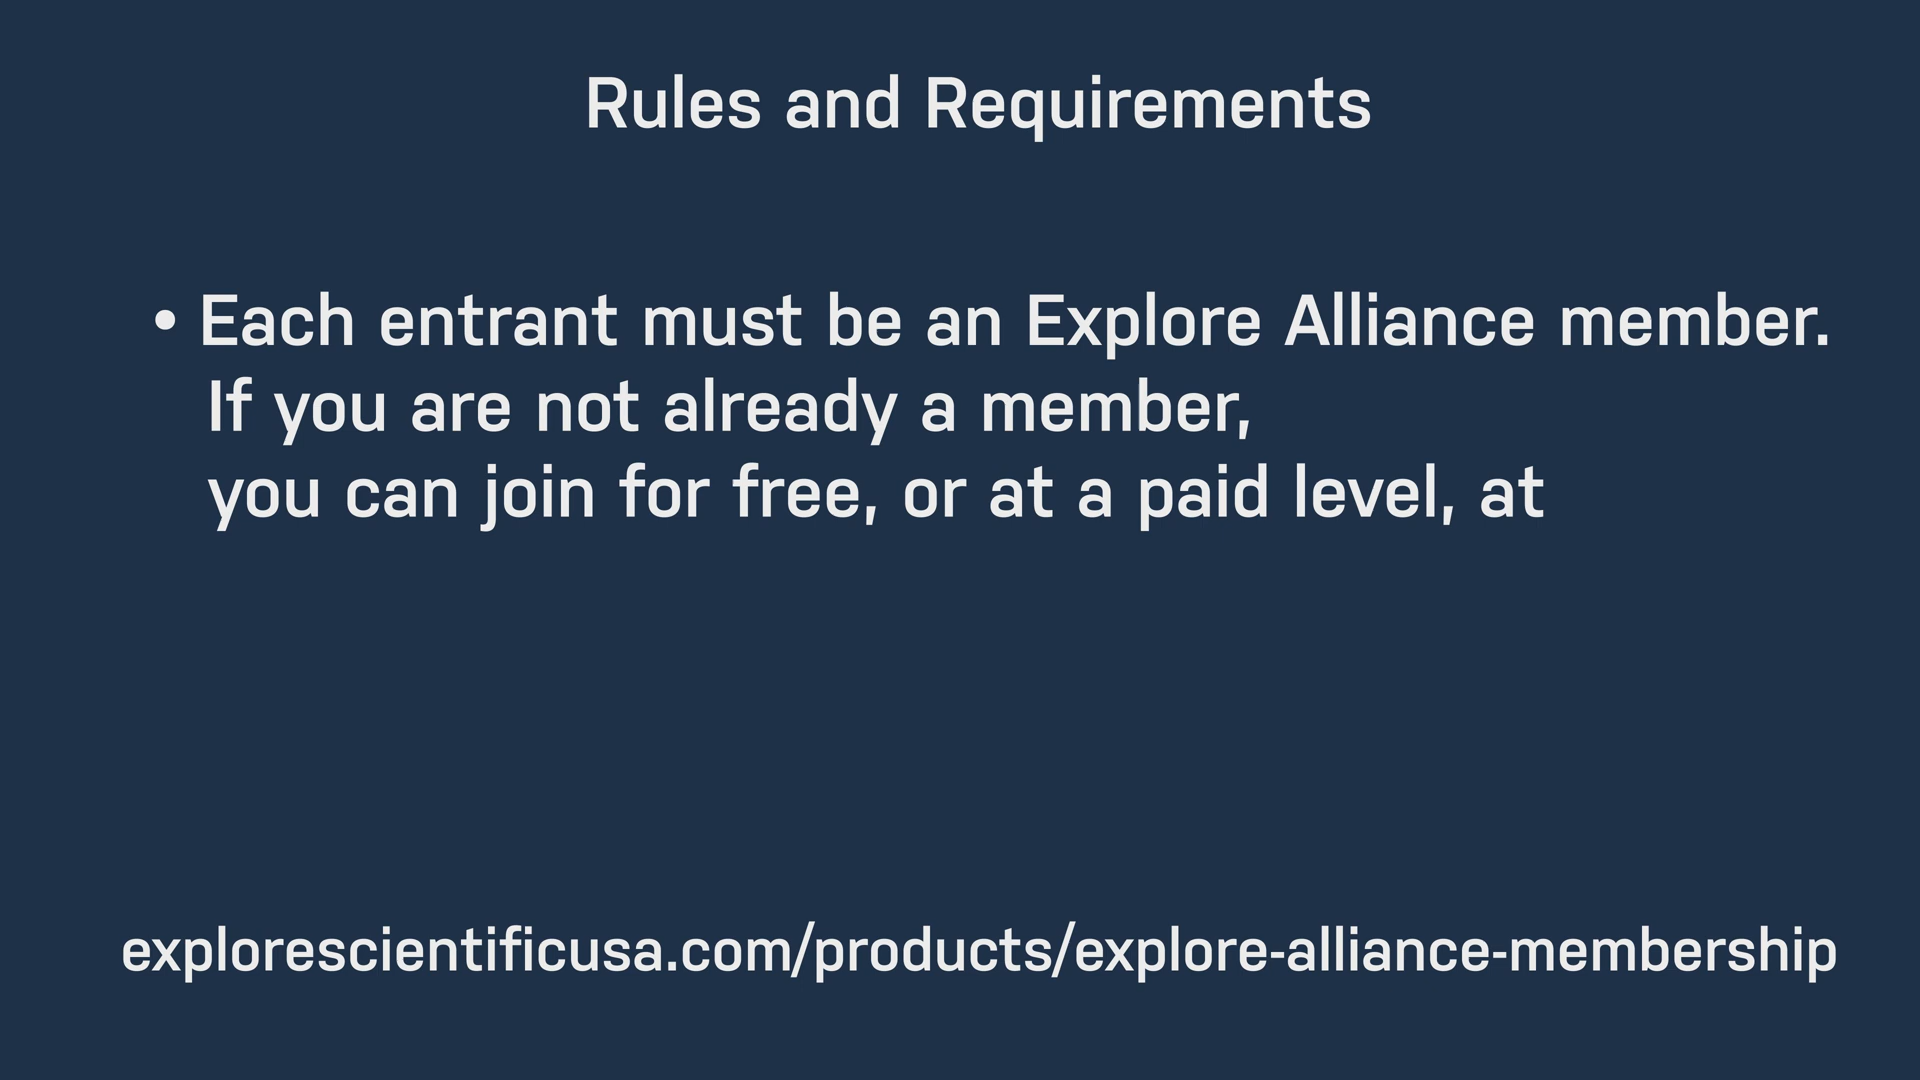 Rules and Requirements
• Each entrant must be an Explore Alliance member.
If you are not already a member,
you can join for free, or at a paid level, at
explorescientificusa.com/products/explore-alliance-membership